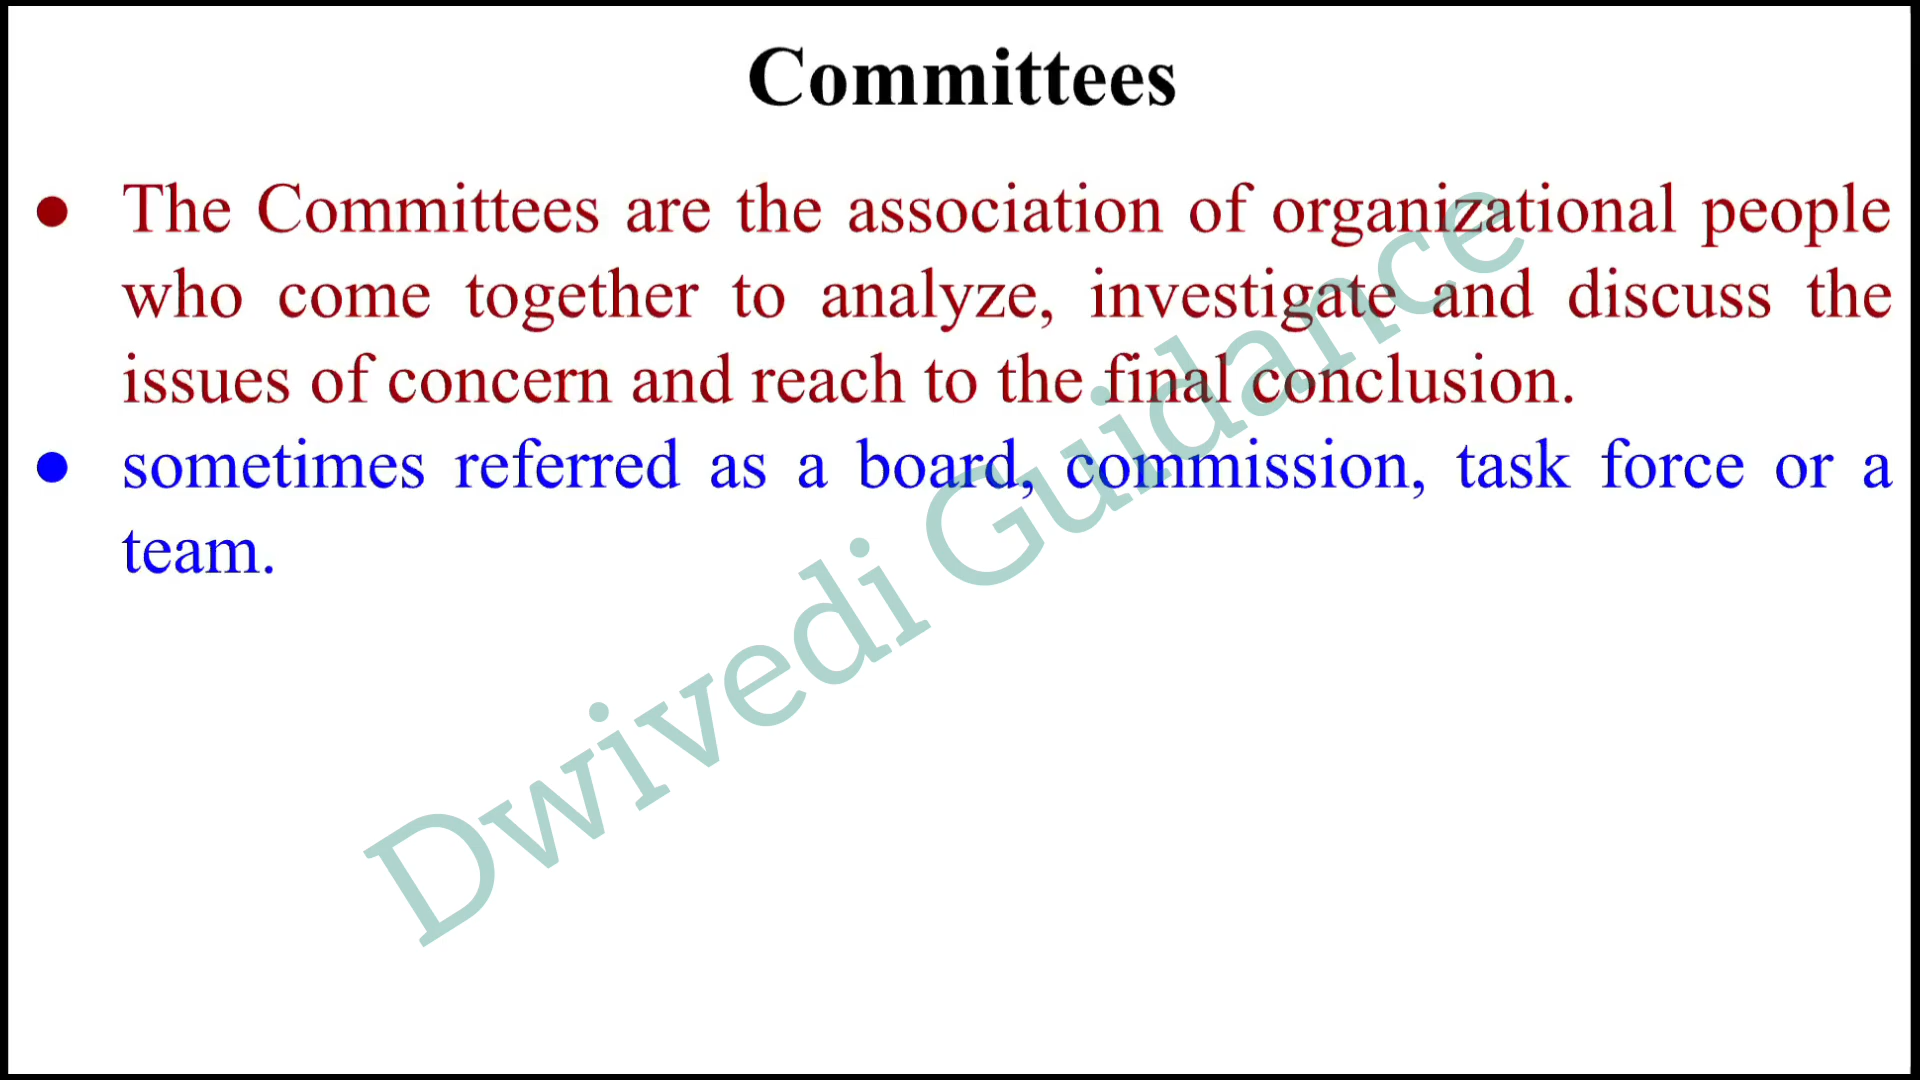 Committees
● The Committees are the association of organizational people
who come together to analyze, investigate and discuss the
issues of concern and reach to the final conclusion.
● sometimes referred as a board, commission, task force or a
team.
Dwivedi Guidance